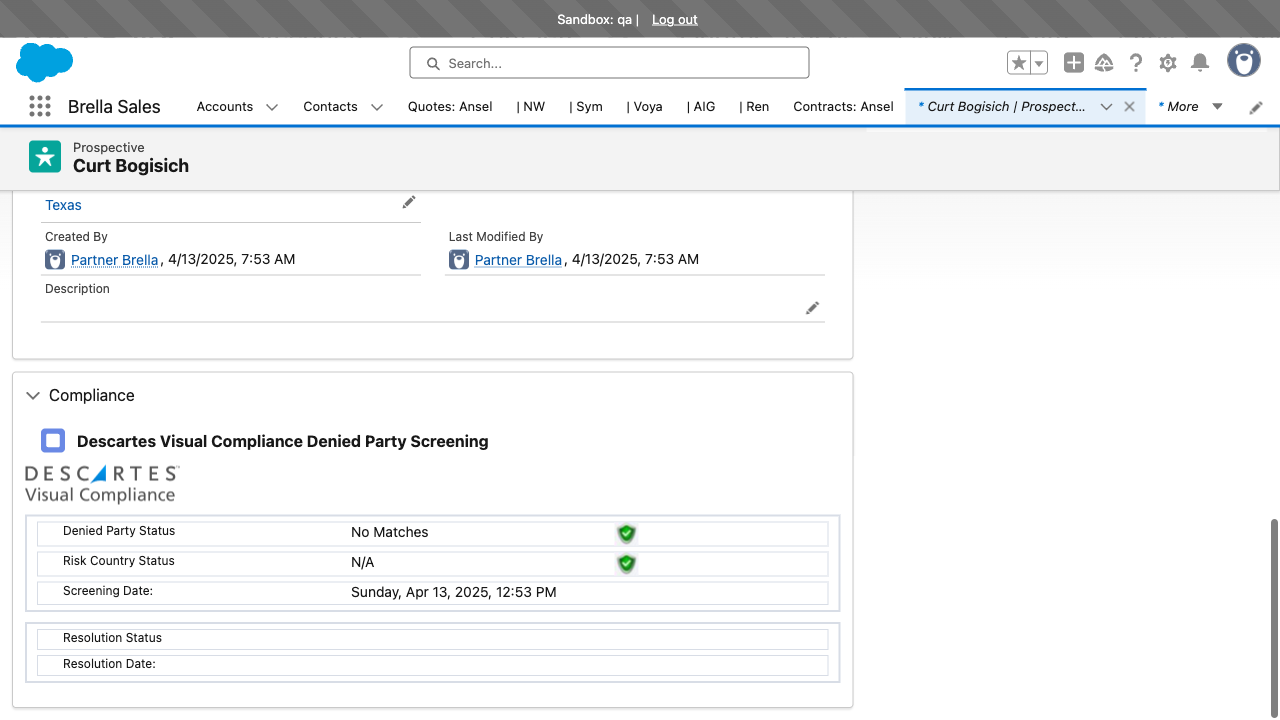 Sandbox: qa | Log out
Search...
Brella Sales Accounts Contacts Quotes: Ansel | NW | Sym | Voya | AIG | Ren Contracts: Ansel * Curt Bogisich | Prospect... * More
Prospective
Curt Bogisich
Texas
Created By Last Modified By
Partner Brella, 4/13/2025, 7:53 AM Partner Brella, 4/13/2025, 7:53 AM
Description
Compliance
Descartes Visual Compliance Denied Party Screening
DESCARTES™
Visual Compliance
Denied Party Status No Matches
Risk Country Status N/A
Screening Date: Sunday, Apr 13, 2025, 12:53 PM
Resolution Status
Resolution Date: